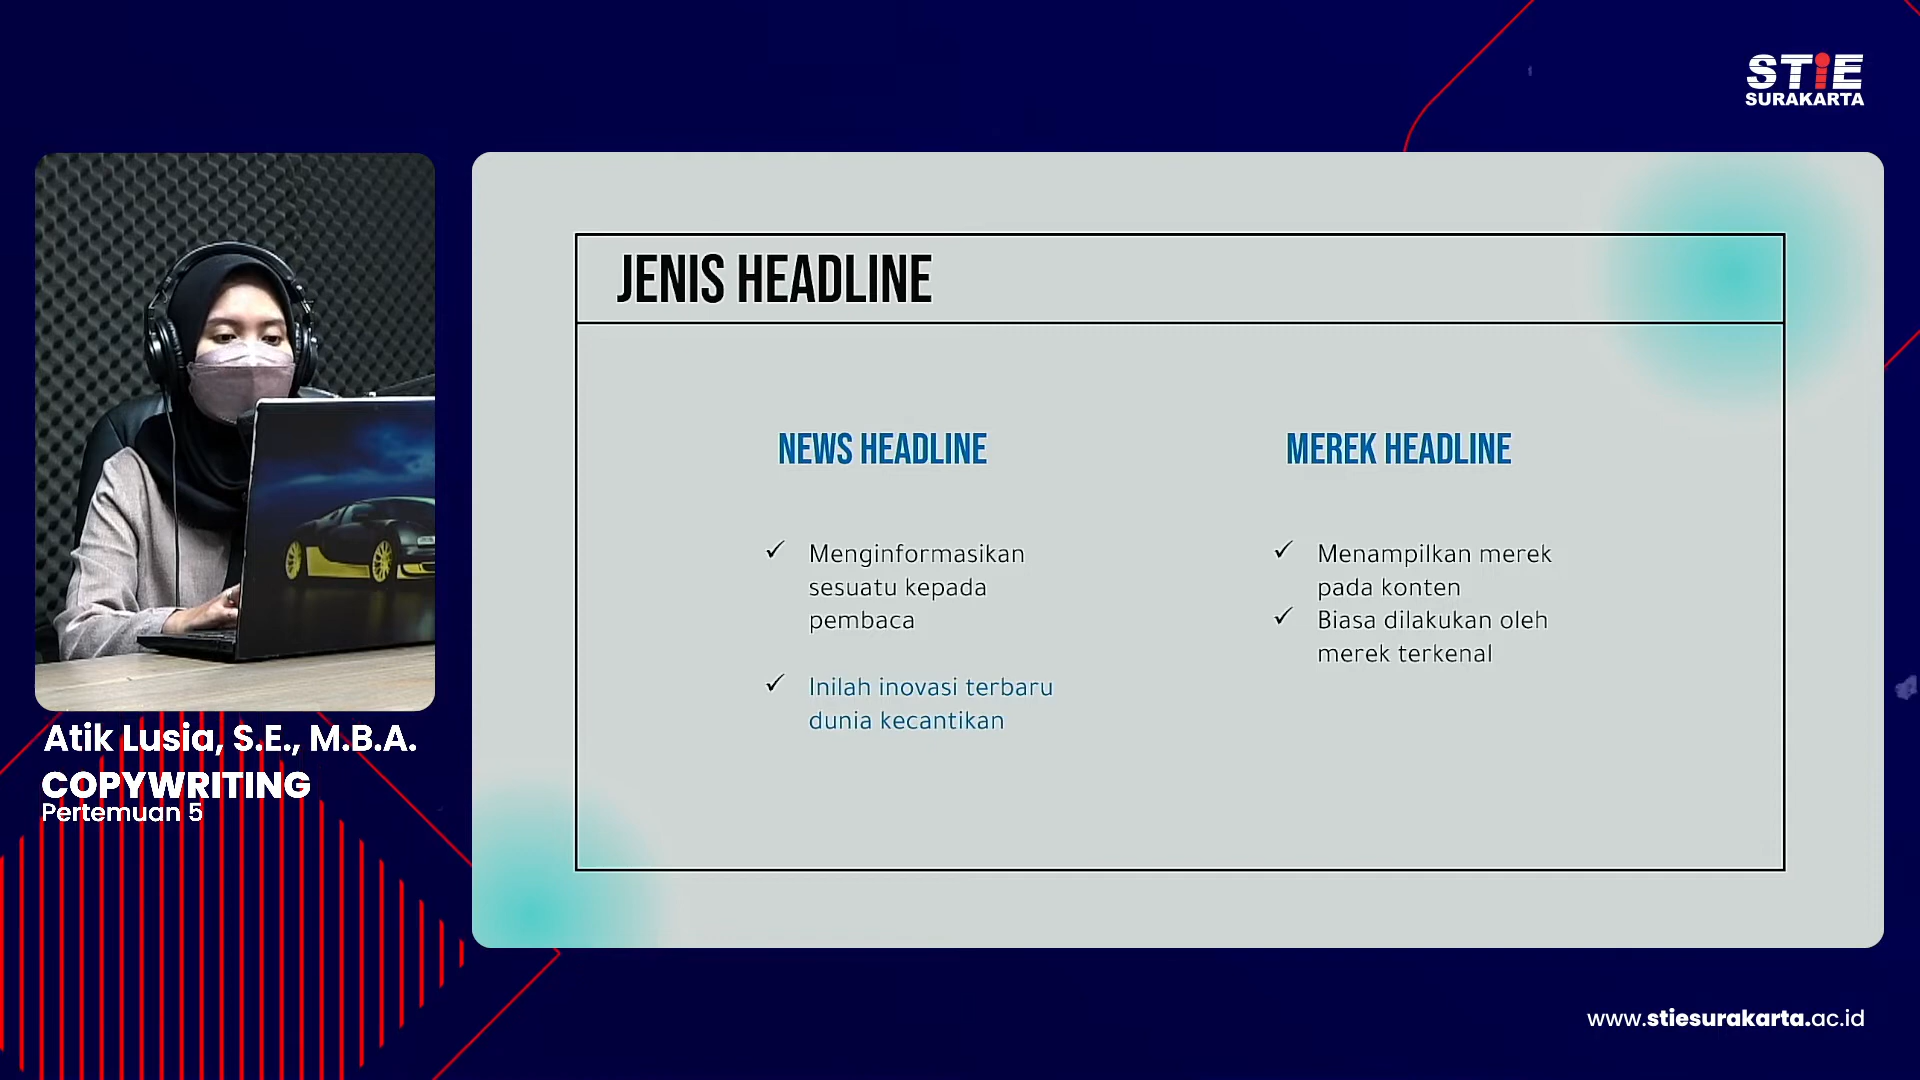 STIE
SURAKARTA
JENIS HEADLINE
NEWS HEADLINE
Menginformasikan
sesuatu kepada
pembaca
Inilah inovasi terbaru
dunia kecantikan
MEREK HEADLINE
Menampilkan merek
pada konten
Biasa dilakukan oleh
merek terkenal
Atik Lusia, S.E., M.B.A.
COPYWRITING
Pertemuan 5
www.stiesurakarta.ac.id